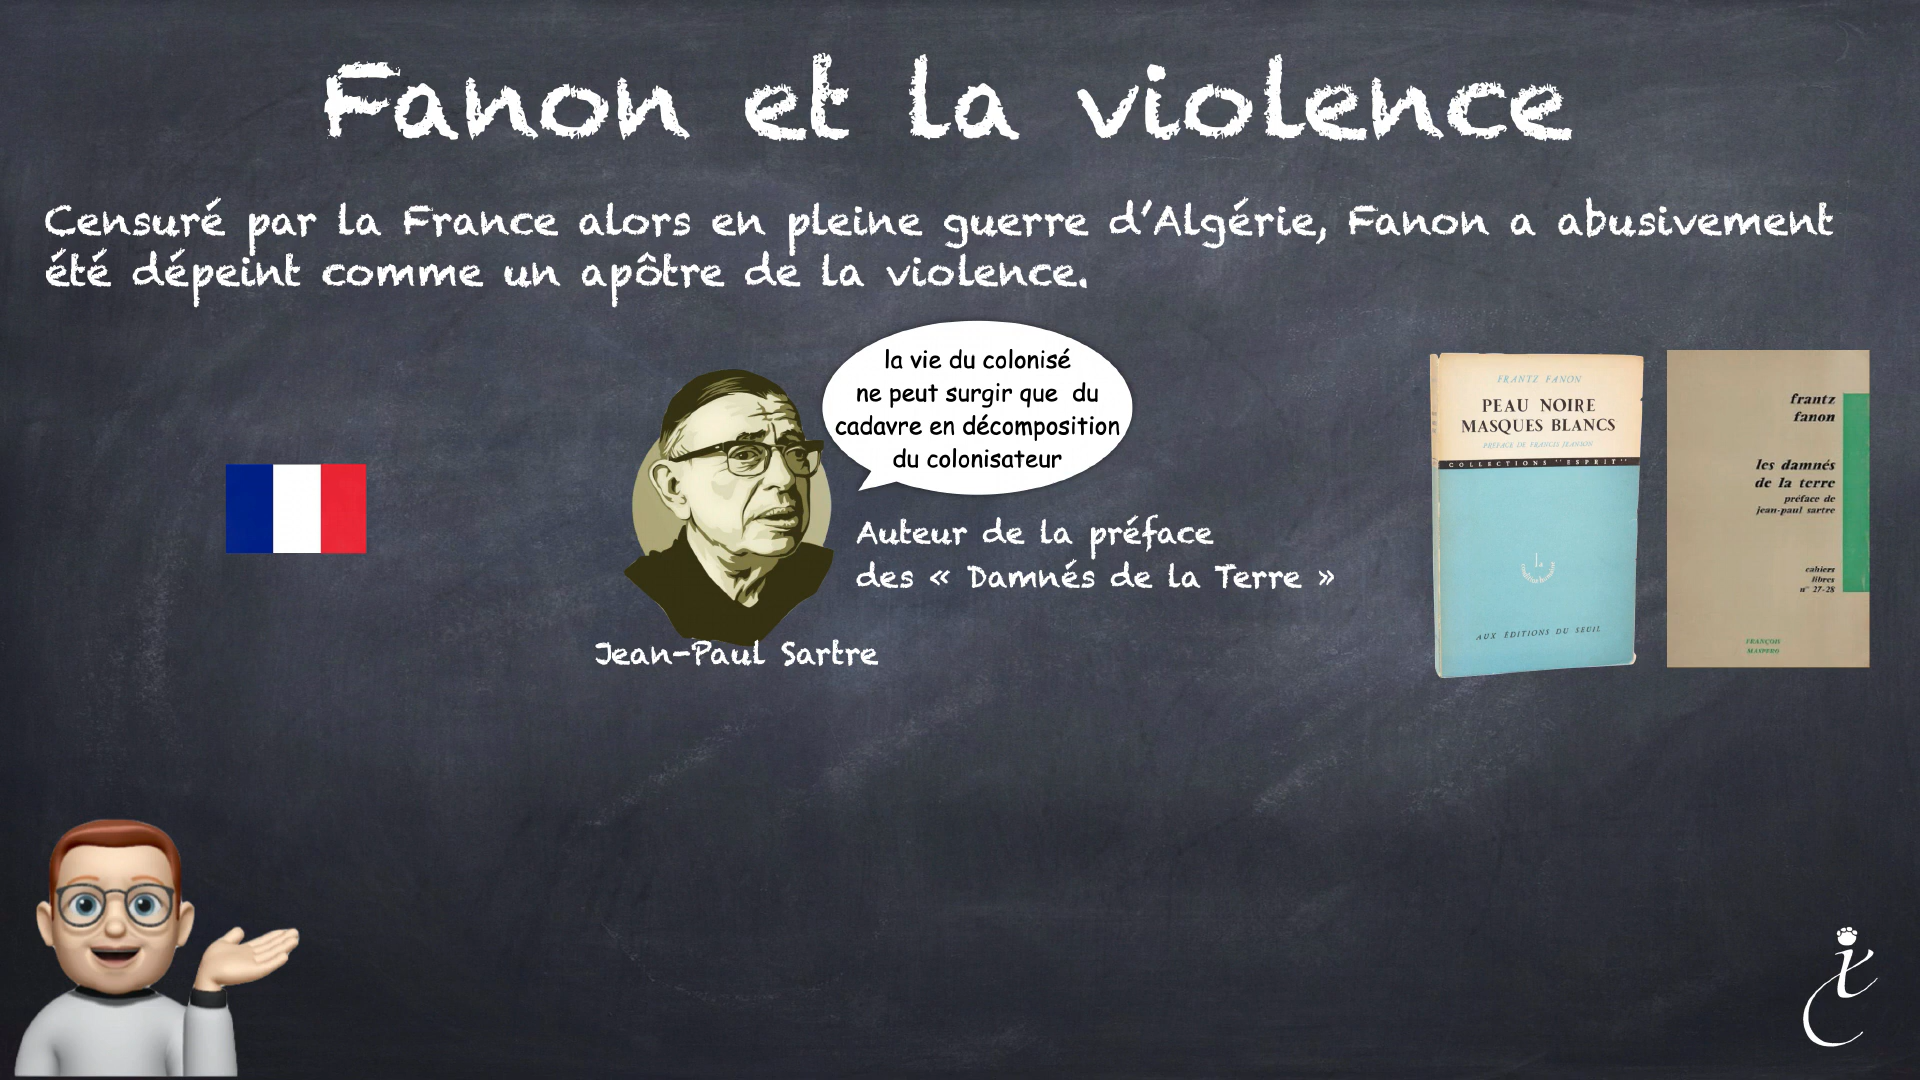 Fanon et la violence
Censuré par la France alors en pleine guerre d'Algérie, Fanon a abusivement
été dépeint comme un apôtre de la violence.
la vie du colonisé
ne peut surgir que du
cadavre en décomposition
du colonisateur
Auteur de la préface
des « Damnés de la Terre »
Jean-Paul Sartre
FRANTZ FANON
PEAU NOIRE
MASQUES BLANCS
PRÉFACE DE FRANCIS JEANSON
COLLECTIONS "ESPRIT"
AUX ÉDITIONS DU SEUIL
frantz
fanon
les damnés
de la terre
préface de
jean-paul sartre
cahiers
libres
n° 27-28
FRANÇOIS
MASPERO